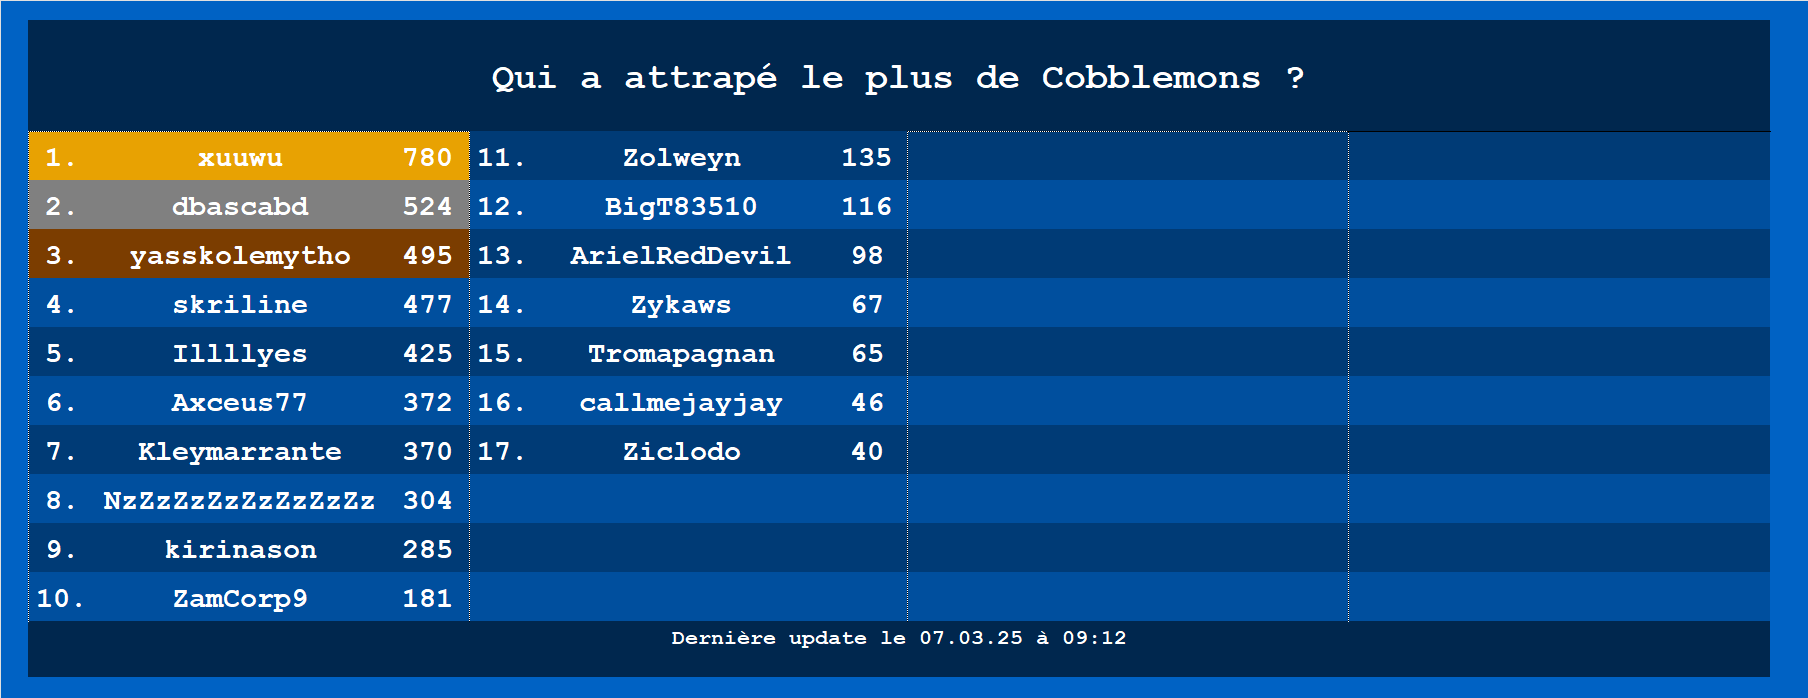 Qui a attrapé le plus de Cobblemons ?
1. xuuwu 780
2. dbascabd 524
3. yasskolemytho 495
4. skriline 477
5. Illllyes 425
6. Axceus77 372
7. Kleymarrante 370
8. NzZzZzZzZzZzZzZz 304
9. kirinason 285
10. ZamCorp9 181
11. Zolweyn 135
12. BigT83510 116
13. ArielRedDevil 98
14. Zykaws 67
15. Tromapagnan 65
16. callmejayjay 46
17. Ziclodo 40
Dernière update le 07.03.25 à 09:12